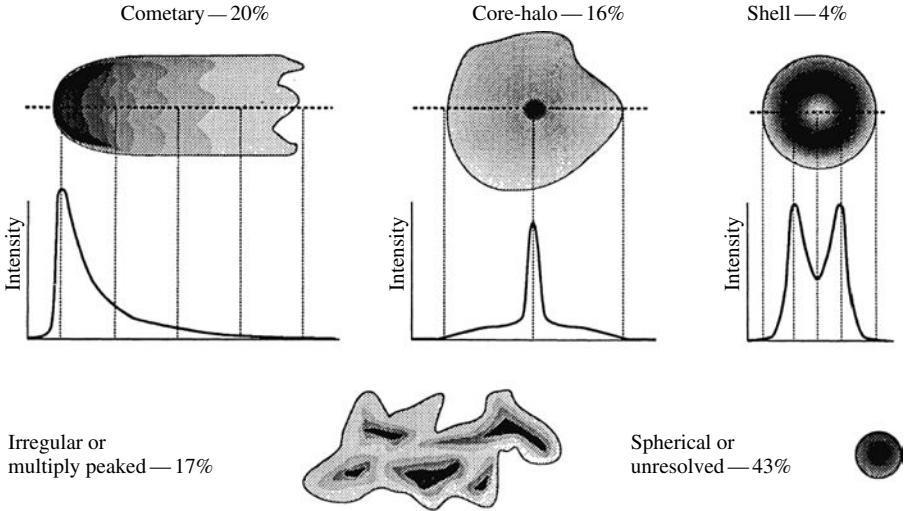 Cometary — 20%
Core-halo — 16%
Shell — 4%
Intensity
Intensity
Intensity
Irregular or
multiply peaked — 17%
Spherical or
unresolved — 43%